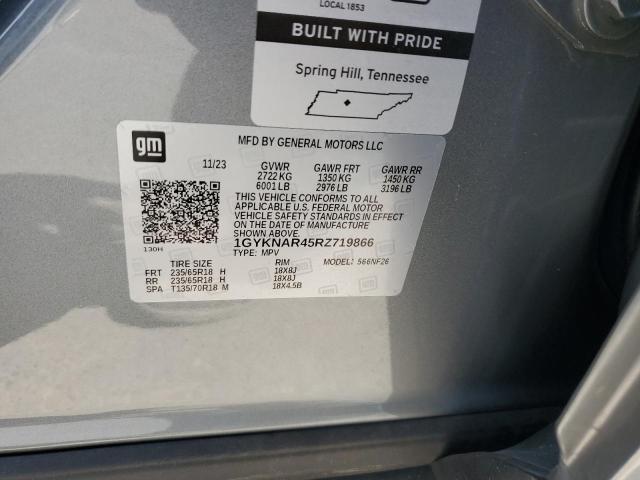 LOCAL 1853
BUILT WITH PRIDE
Spring Hill, Tennessee
gm
MFD BY GENERAL MOTORS LLC
11/23 GVWR GAWR FRT GAWR RR
2722 KG 1350 KG 1450 KG
6001 LB 2976 LB 3196 LB
THIS VEHICLE CONFORMS TO ALL
APPLICABLE U.S. FEDERAL MOTOR
VEHICLE SAFETY STANDARDS IN EFFECT ON
THE DATE OF MANUFACTURE SHOWN ABOVE.
130H
1GYKNAR45RZ719866
TYPE: MPV MODEL: 566NF26
TIRE SIZE RIM
FRT 235/65R18 H 18X8J
RR 235/65R18 H 18X8J
SPA T135/70R18 M 18X4.5B